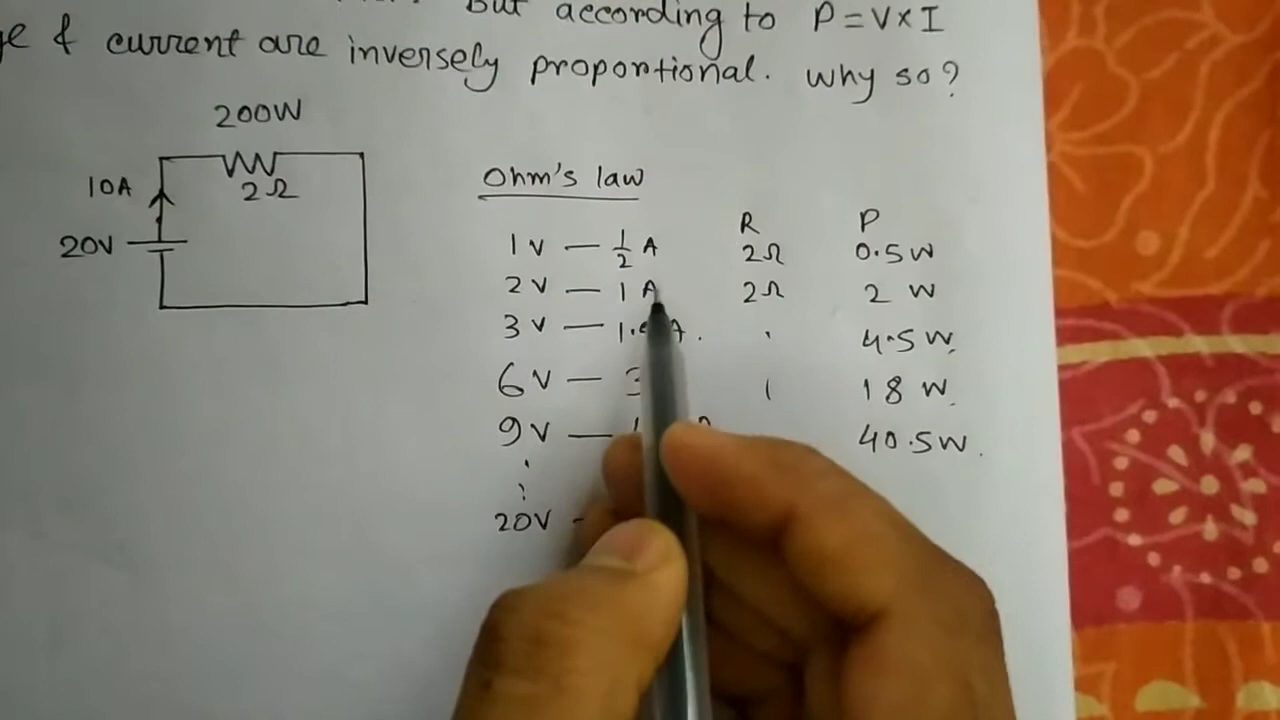 But according to P = V x I
& current are inversely proportional. Why so?
200W
10A
2Ω
20V
Ohm's law
R P
1V — 1/2 A 2Ω 0.5W
2V — 1 A 2Ω 2 W
3V — A. 4.5W.
6V — 3 18 W.
9V — 40.5W.
20V -